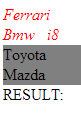 Ferrari
Bmw i8
Toyota
Mazda
RESULT: